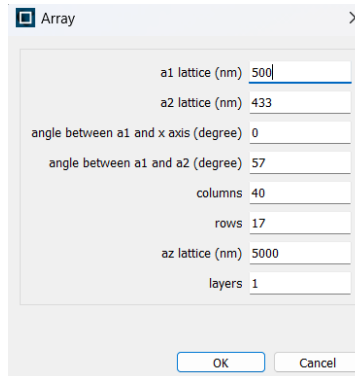 Array
a1 lattice (nm) 500
a2 lattice (nm) 433
angle between a1 and x axis (degree) 0
angle between a1 and a2 (degree) 57
columns 40
rows 17
az lattice (nm) 5000
layers 1
OK Cancel